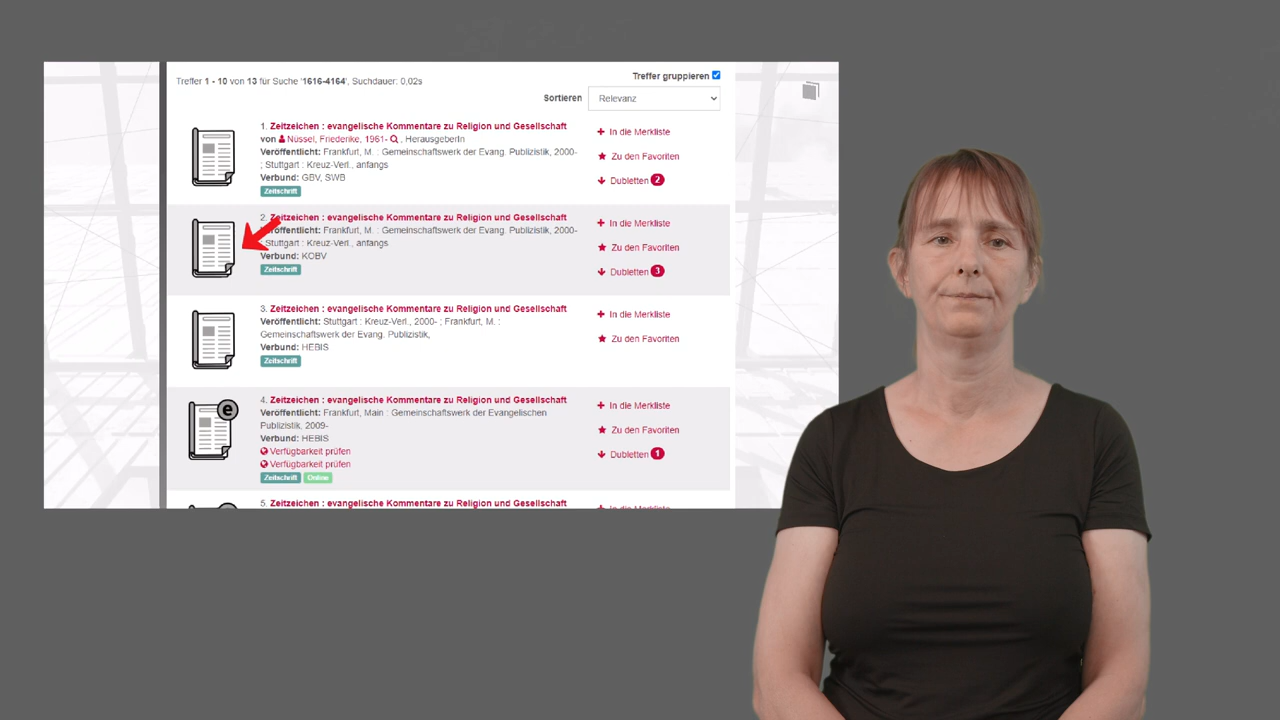 Treffer 1 - 10 von 13 für Suche '1616-4164', Suchdauer: 0,02s
Treffer gruppieren
Sortieren Relevanz
1. Zeitzeichen : evangelische Kommentare zu Religion und Gesellschaft
von Nüssel, Friederike, 1961- , HerausgeberIn
Veröffentlicht: Frankfurt, M. : Gemeinschaftswerk der Evang. Publizistik, 2000-
; Stuttgart : Kreuz-Verl., anfangs
Verbund: GBV, SWB
Zeitschrift
In die Merkliste
Zu den Favoriten
Dubletten 2
2. Zeitzeichen : evangelische Kommentare zu Religion und Gesellschaft
Frankfurt, M. : Gemeinschaftswerk der Evang. Publizistik, 2000-
Stuttgart : Kreuz-Verl., anfangs
Verbund: KOBV
Zeitschrift
In die Merkliste
Zu den Favoriten
Dubletten 3
3. Zeitzeichen : evangelische Kommentare zu Religion und Gesellschaft
Veröffentlicht: Stuttgart : Kreuz-Verl., 2000- ; Frankfurt, M. :
Gemeinschaftswerk der Evang. Publizistik,
Verbund: HEBIS
Zeitschrift
In die Merkliste
Zu den Favoriten
e
4. Zeitzeichen : evangelische Kommentare zu Religion und Gesellschaft
Veröffentlicht: Frankfurt, Main : Gemeinschaftswerk der Evangelischen
Publizistik, 2009-
Verbund: HEBIS
Verfügbarkeit prüfen
Verfügbarkeit prüfen
Zeitschrift Online
In die Merkliste
Zu den Favoriten
Dubletten 1
5. Zeitzeichen : evangelische Kommentare zu Religion und Gesellschaft